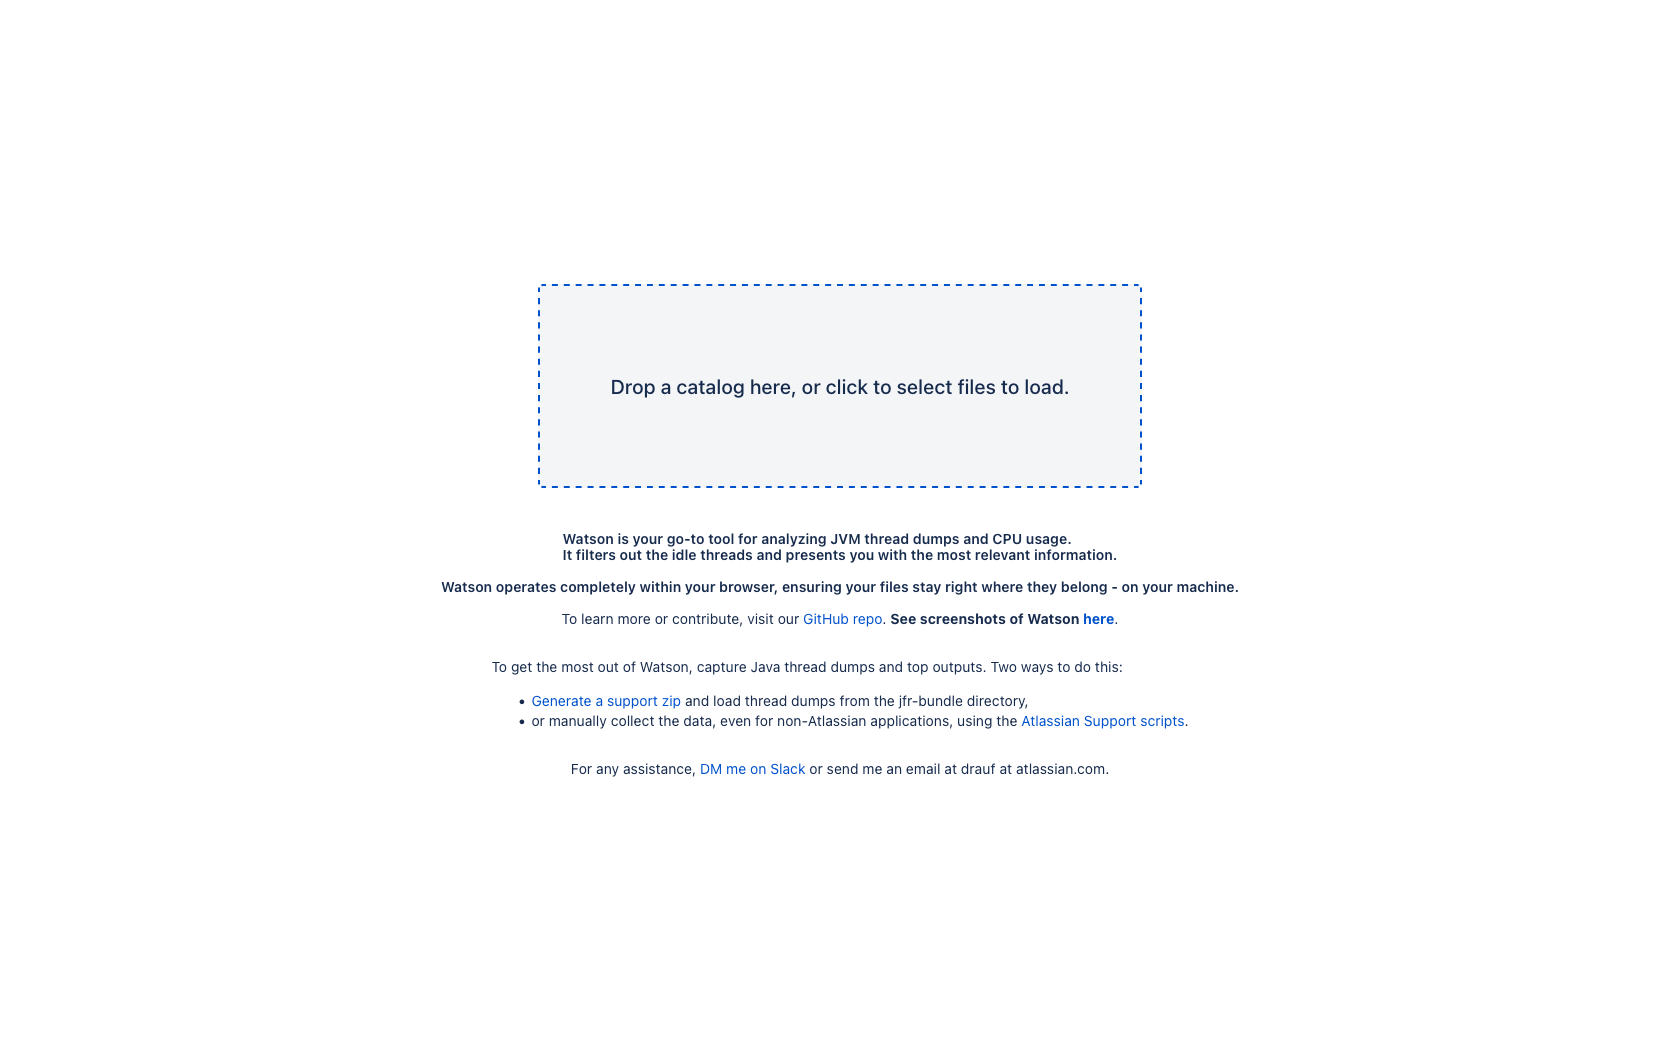 Drop a catalog here, or click to select files to load.
Watson is your go-to tool for analyzing JVM thread dumps and CPU usage.
It filters out the idle threads and presents you with the most relevant information.
Watson operates completely within your browser, ensuring your files stay right where they belong - on your machine.
To learn more or contribute, visit our GitHub repo. See screenshots of Watson here.
To get the most out of Watson, capture Java thread dumps and top outputs. Two ways to do this:
• Generate a support zip and load thread dumps from the jfr-bundle directory,
• or manually collect the data, even for non-Atlassian applications, using the Atlassian Support scripts.
For any assistance, DM me on Slack or send me an email at drauf at atlassian.com.